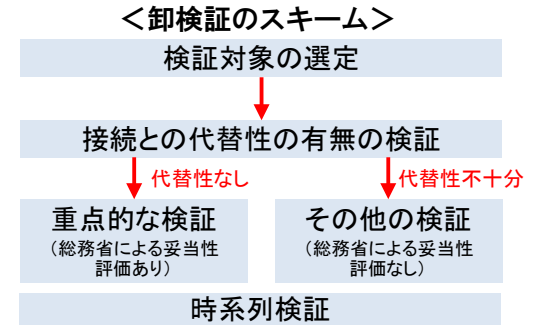 ＜卸検証のスキーム＞
検証対象の選定
接続との代替性の有無の検証
代替性なし
代替性不十分
重点的な検証
（総務省による妥当性
評価あり）
その他の検証
（総務省による妥当性
評価なし）
時系列検証